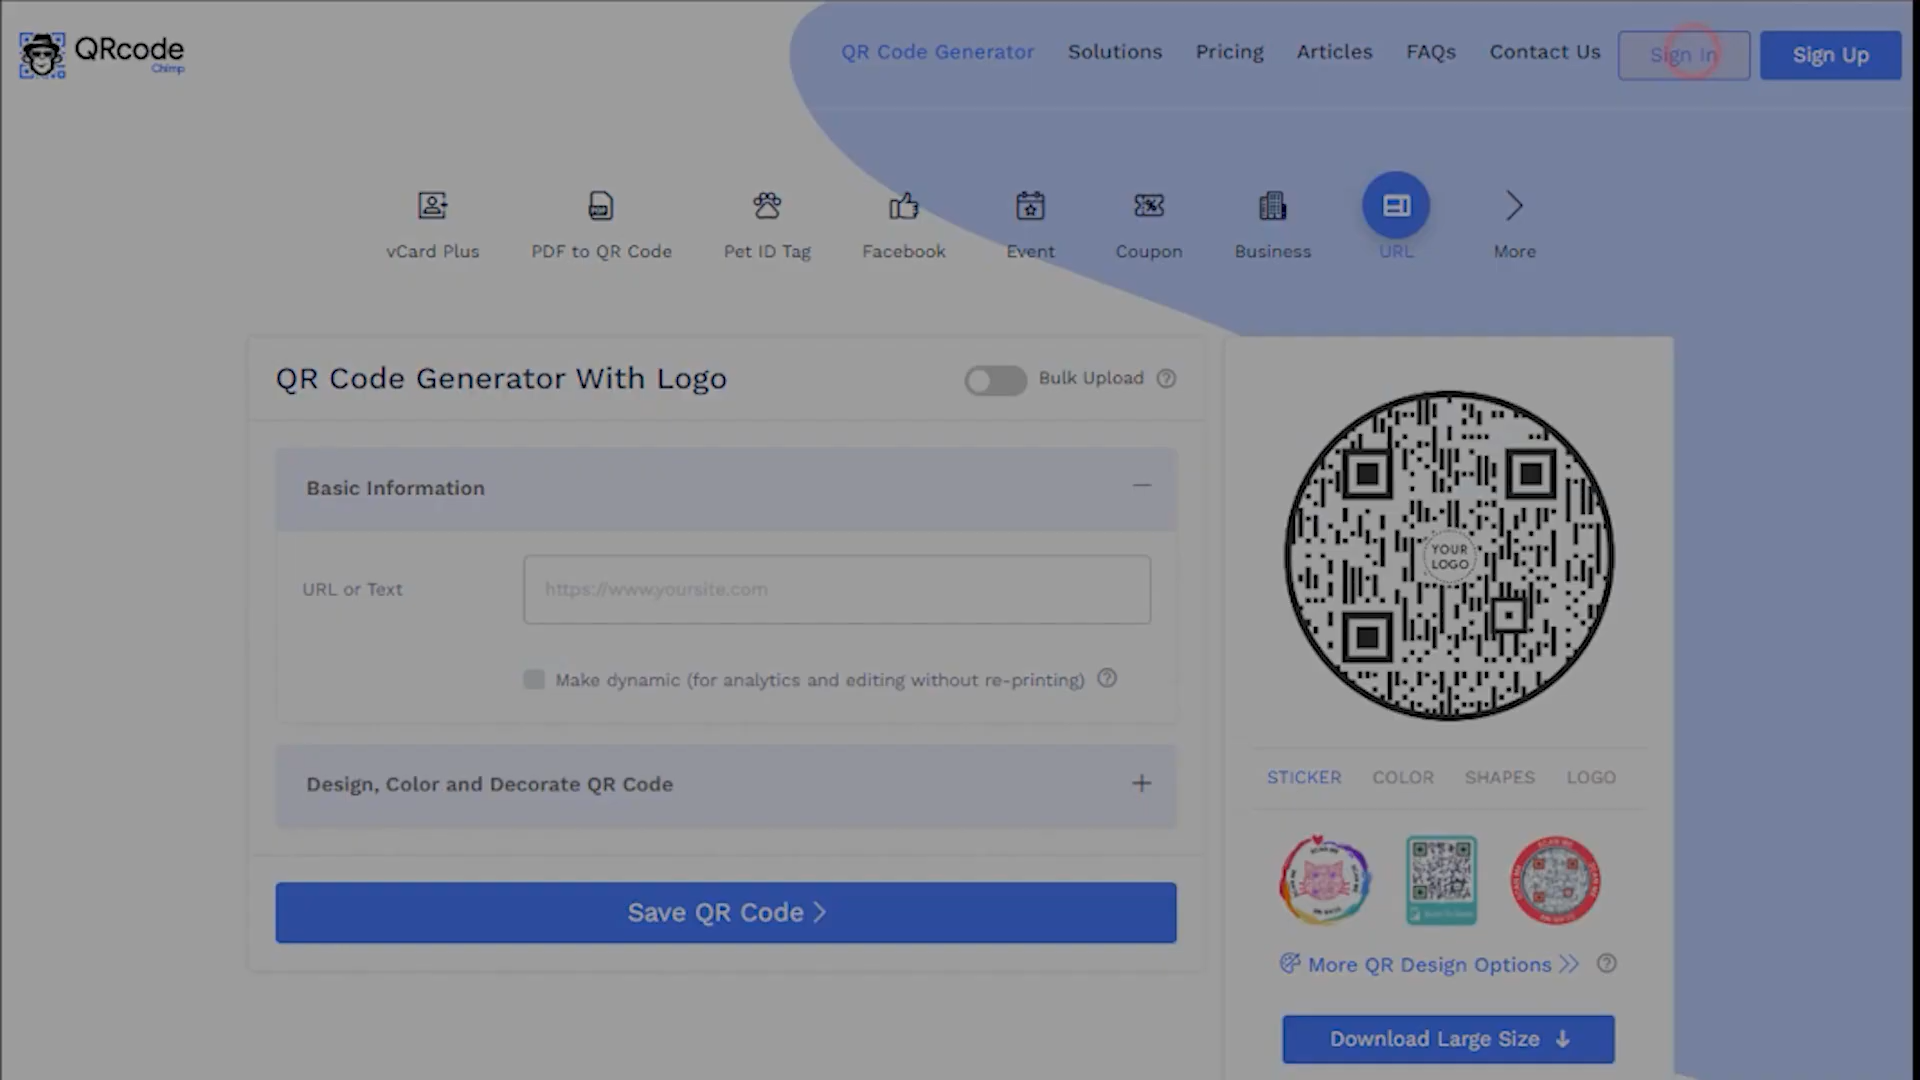 QRcode
Chimp
QR Code Generator
Solutions
Pricing
Articles
FAQs
Contact Us
Sign In
Sign Up
vCard Plus
PDF to QR Code
Pet ID Tag
Facebook
Event
Coupon
Business
URL
More
QR Code Generator With Logo
Bulk Upload
Basic Information
URL or Text
https://www.yoursite.com
Make dynamic (for analytics and editing without re-printing)
Design, Color and Decorate QR Code
Save QR Code
YOUR
LOGO
STICKER
COLOR
SHAPES
LOGO
More QR Design Options
Download Large Size